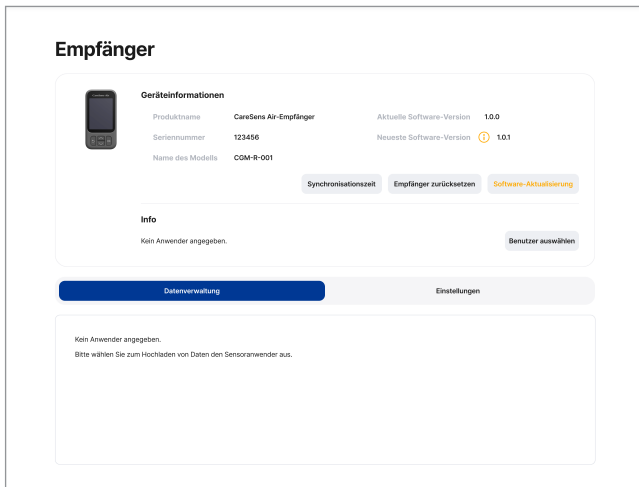 Empfänger
Geräteinformationen
Produktname CareSens Air-Empfänger Aktuelle Software-Version 1.0.0
Seriennummer 123456 Neueste Software-Version 1.0.1
Name des Modells CGM-R-001
Synchronisationszeit Empfänger zurücksetzen Software-Aktualisierung
Info
Kein Anwender angegeben. Benutzer auswählen
Datenverwaltung Einstellungen
Kein Anwender angegeben.
Bitte wählen Sie zum Hochladen von Daten den Sensoranwender aus.